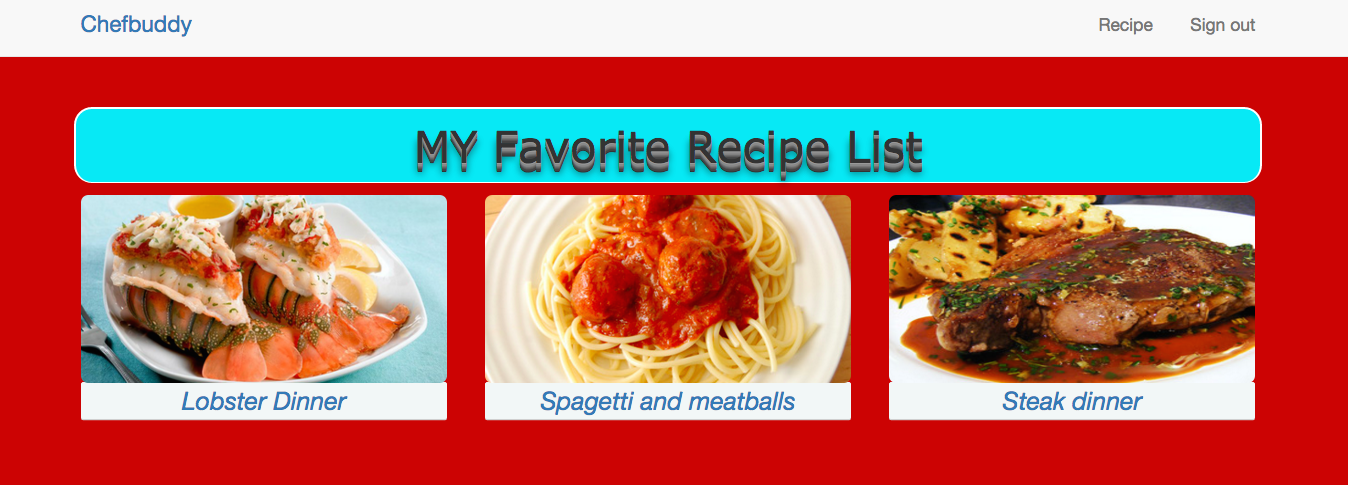 Chefbuddy
Recipe
Sign out
MY Favorite Recipe List
Lobster Dinner
Spagetti and meatballs
Steak dinner